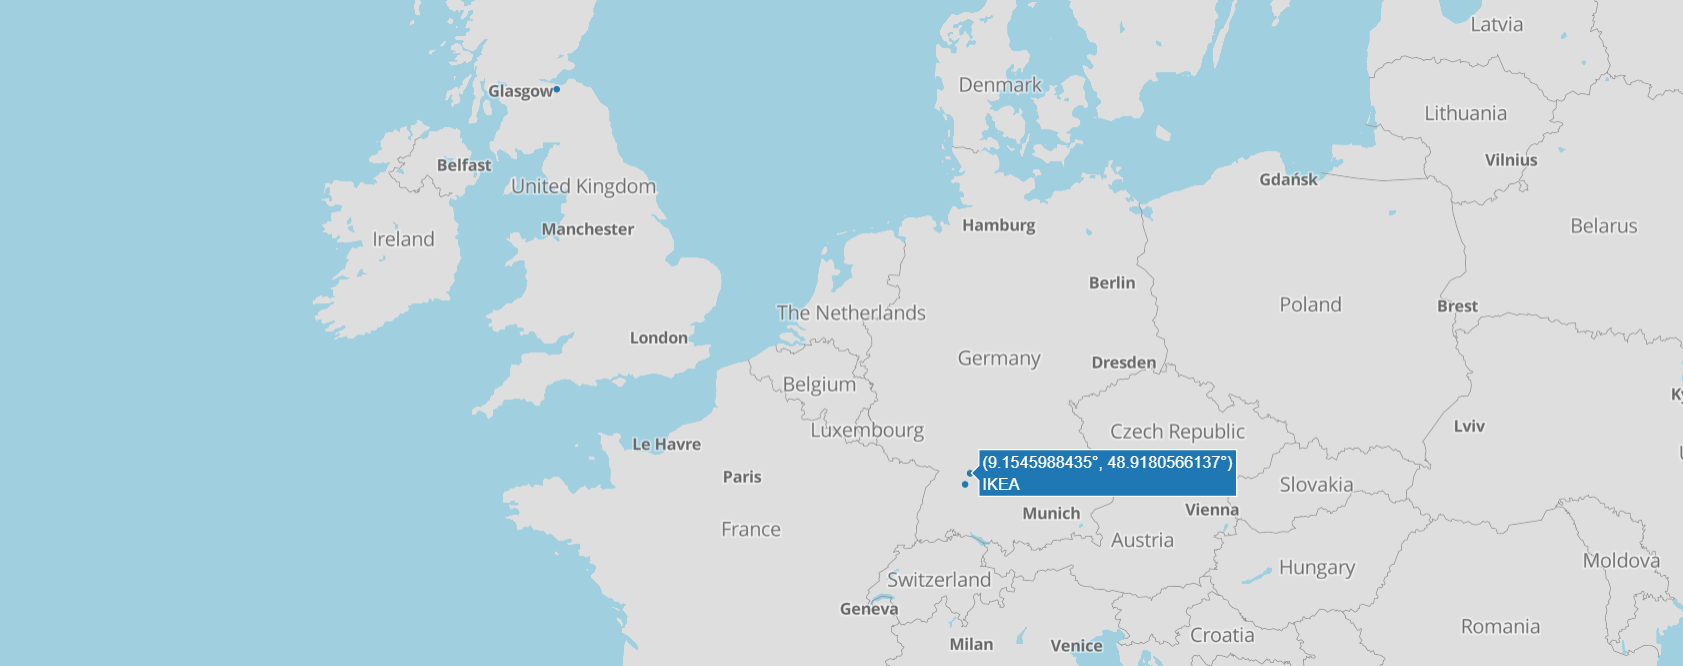 Latvia
Denmark
Glasgow
Lithuania
Vilnius
Belfast
Gdańsk
United Kingdom
Hamburg
Belarus
Manchester
Ireland
Berlin
Poland
Brest
The Netherlands
London
Germany
Dresden
Belgium
Lviv
Luxembourg
Czech Republic
Le Havre
(9.1545988435°, 48.9180566137°)
IKEA
Paris
Slovakia
Vienna
Munich
France
Austria
Moldova
Hungary
Switzerland
Geneva
Romania
Croatia
Milan
Venice